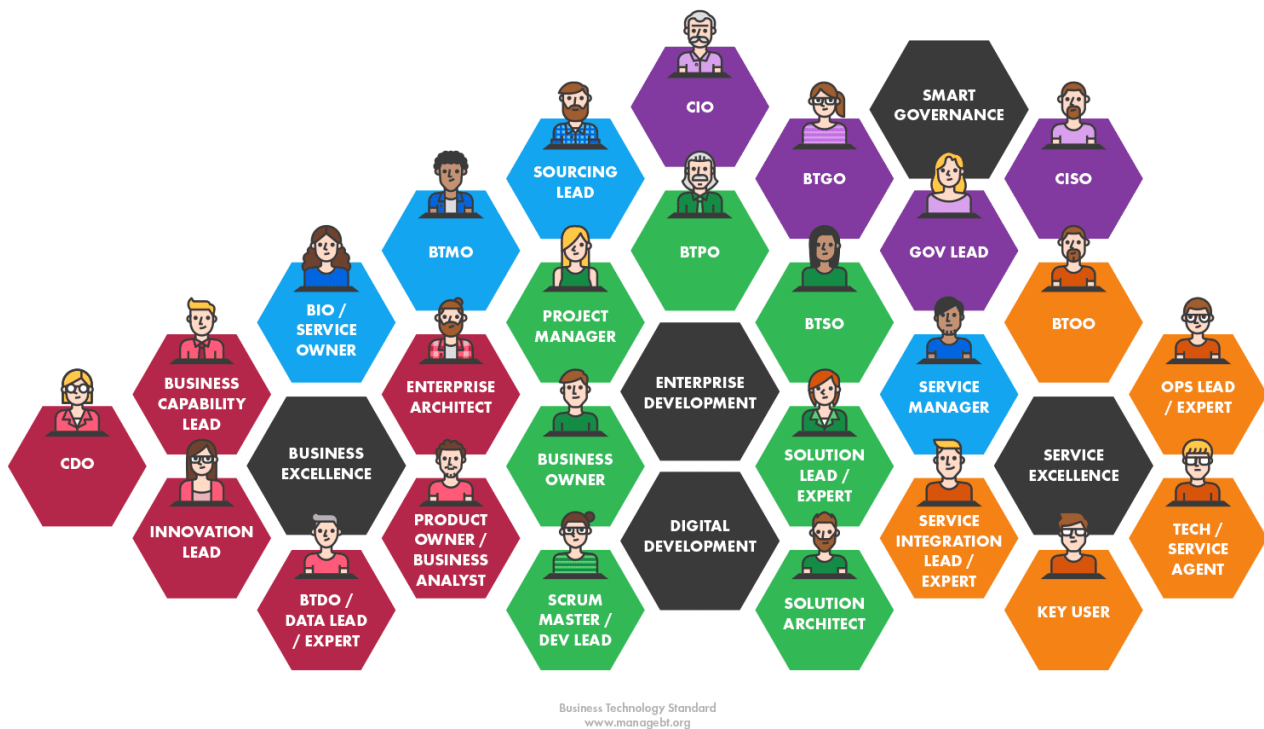 CIO
SMART
GOVERNANCE
SOURCING
LEAD
BTGO
CISO
BTMO
BTPO
GOV LEAD
BIO /
SERVICE
OWNER
PROJECT
MANAGER
BTSO
BTOO
BUSINESS
CAPABILITY
LEAD
ENTERPRISE
ARCHITECT
ENTERPRISE
DEVELOPMENT
SERVICE
MANAGER
OPS LEAD
/ EXPERT
CDO
BUSINESS
EXCELLENCE
BUSINESS
OWNER
SOLUTION
LEAD /
EXPERT
SERVICE
EXCELLENCE
INNOVATION
LEAD
PRODUCT
OWNER /
BUSINESS
ANALYST
DIGITAL
DEVELOPMENT
SERVICE
INTEGRATION
LEAD /
EXPERT
TECH /
SERVICE
AGENT
BTDO /
DATA LEAD
/ EXPERT
SCRUM
MASTER /
DEV LEAD
SOLUTION
ARCHITECT
KEY USER
Business Technology Standard
www.managebt.org